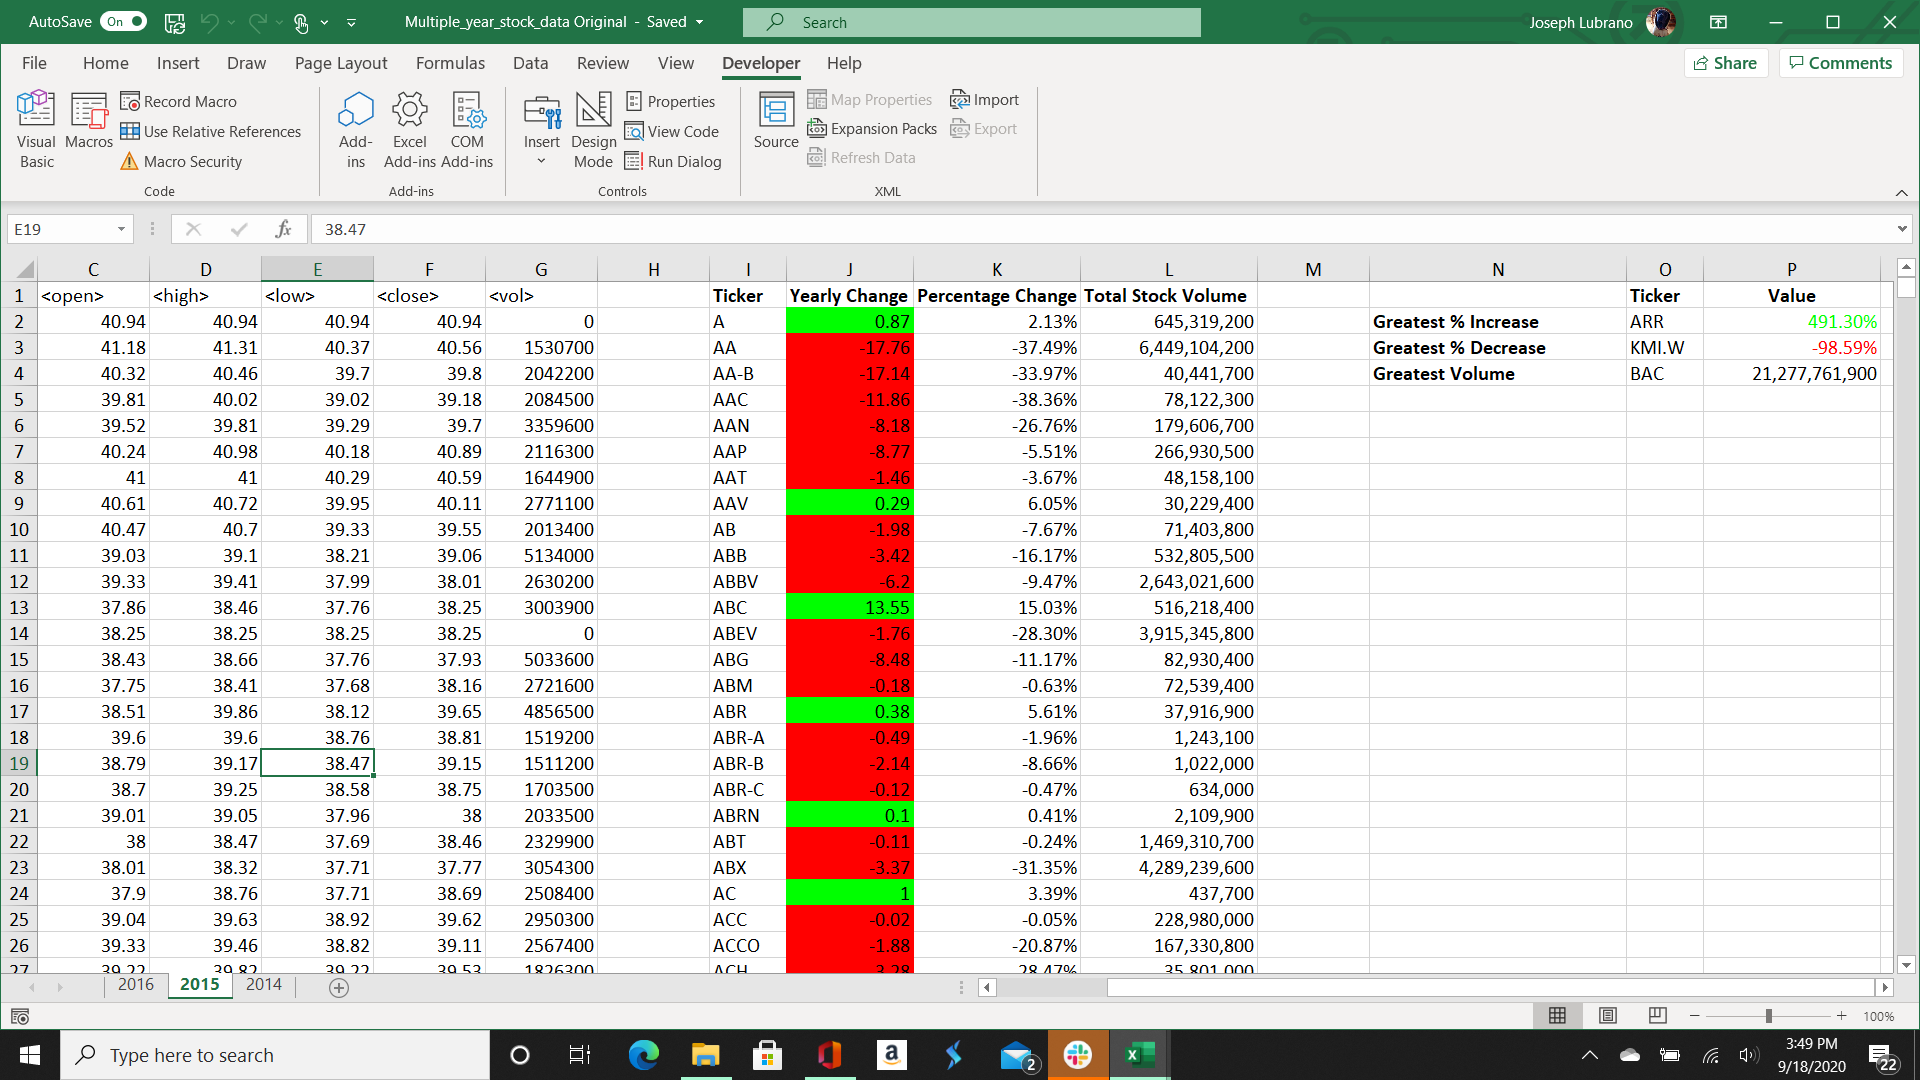 AutoSave On Multiple_year_stock_data Original - Saved Search Joseph Lubrano
File Home Insert Draw Page Layout Formulas Data Review View Developer Help Share Comments
Visual Basic
Macros
Record Macro
Use Relative References
Macro Security
Code
Add-ins
Excel Add-ins
COM Add-ins
Add-ins
Insert
Design Mode
Properties
View Code
Run Dialog
Controls
Source
Map Properties
Expansion Packs
Refresh Data
Import
Export
XML
E19 fx 38.47
C D E F G H I J K L M N O P
1 <open> <high> <low> <close> <vol> Ticker Yearly Change Percentage Change Total Stock Volume Ticker Value
2 40.94 40.94 40.94 40.94 0 A 0.87 2.13% 645,319,200 Greatest % Increase ARR 491.30%
3 41.18 41.31 40.37 40.56 1530700 AA -17.76 -37.49% 6,449,104,200 Greatest % Decrease KMI.W -98.59%
4 40.32 40.46 39.7 39.8 2042200 AA-B -17.14 -33.97% 40,441,700 Greatest Volume BAC 21,277,761,900
5 39.81 40.02 39.02 39.18 2084500 AAC -11.86 -38.36% 78,122,300
6 39.52 39.81 39.29 39.7 3359600 AAN -8.18 -26.76% 179,606,700
7 40.24 40.98 40.18 40.89 2116300 AAP -8.77 -5.51% 266,930,500
8 41 41 40.29 40.59 1644900 AAT -1.46 -3.67% 48,158,100
9 40.61 40.72 39.95 40.11 2771100 AAV 0.29 6.05% 30,229,400
10 40.47 40.7 39.33 39.55 2013400 AB -1.98 -7.67% 71,403,800
11 39.03 39.1 38.21 39.06 5134000 ABB -3.42 -16.17% 532,805,500
12 39.33 39.41 37.99 38.01 2630200 ABBV -6.2 -9.47% 2,643,021,600
13 37.86 38.46 37.76 38.25 3003900 ABC 13.55 15.03% 516,218,400
14 38.25 38.25 38.25 38.25 0 ABEV -1.76 -28.30% 3,915,345,800
15 38.43 38.66 37.76 37.93 5033600 ABG -8.48 -11.17% 82,930,400
16 37.75 38.41 37.68 38.16 2721600 ABM -0.18 -0.63% 72,539,400
17 38.51 39.86 38.12 39.65 4856500 ABR 0.38 5.61% 37,916,900
18 39.6 39.6 38.76 38.81 1519200 ABR-A -0.49 -1.96% 1,243,100
19 38.79 39.17 38.47 39.15 1511200 ABR-B -2.14 -8.66% 1,022,000
20 38.7 39.25 38.58 38.75 1703500 ABR-C -0.12 -0.47% 634,000
21 39.01 39.05 37.96 38 2033500 ABRN 0.1 0.41% 2,109,900
22 38 38.47 37.69 38.46 2329900 ABT -0.11 -0.24% 1,469,310,700
23 38.01 38.32 37.71 37.77 3054300 ABX -3.37 -31.35% 4,289,239,600
24 37.9 38.76 37.71 38.69 2508400 AC 1 3.39% 437,700
25 39.04 39.63 38.92 39.62 2950300 ACC -0.02 -0.05% 228,980,000
26 39.33 39.46 38.82 39.11 2567400 ACCO -1.88 -20.87% 167,330,800
27 39.22 39.82 39.22 39.53 1826300 ACH -3.28 -28.47% 35,801,000
2016 2015 2014
100%
Type here to search
a
2
3:49 PM
9/18/2020
22